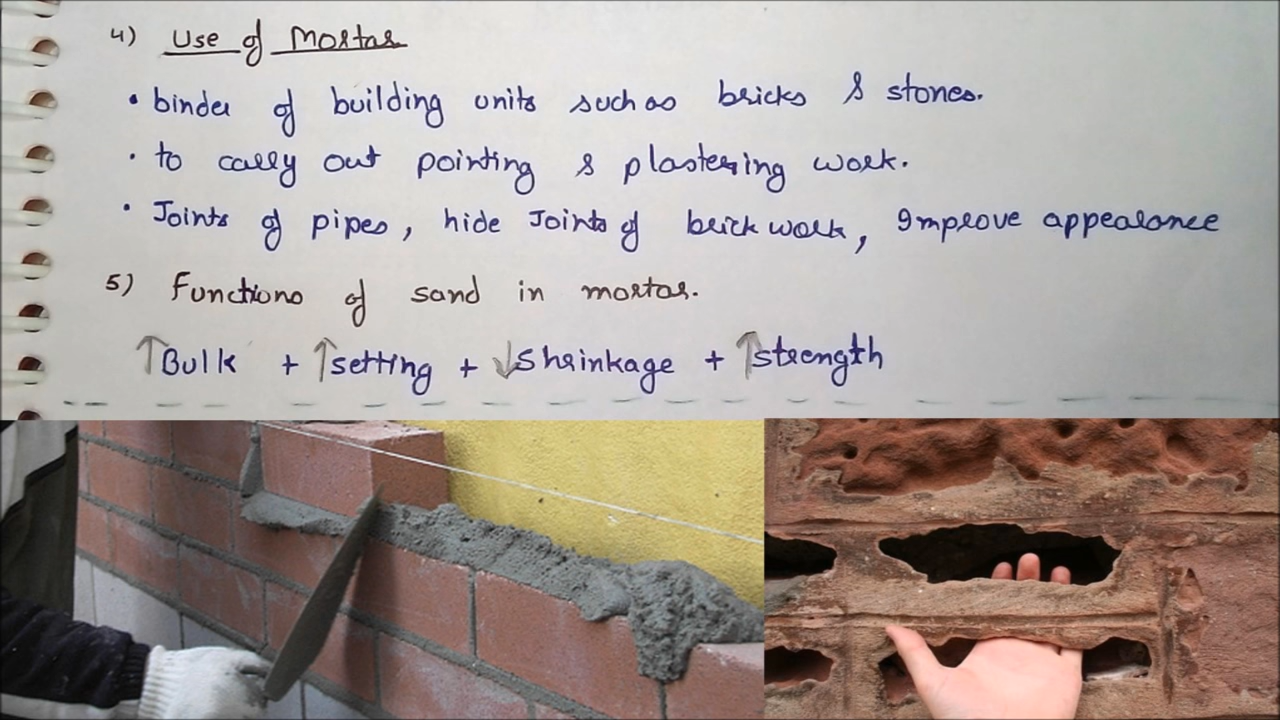 4) Use of Mortar
• binder of building units such as bricks & stones.
• to carry out pointing & plastering work.
• Joints of pipes, hide Joints of brick work, Improve appearance
5) Functions of sand in mortar.
↑Bulk + ↑setting + ↓shrinkage + ↑strength